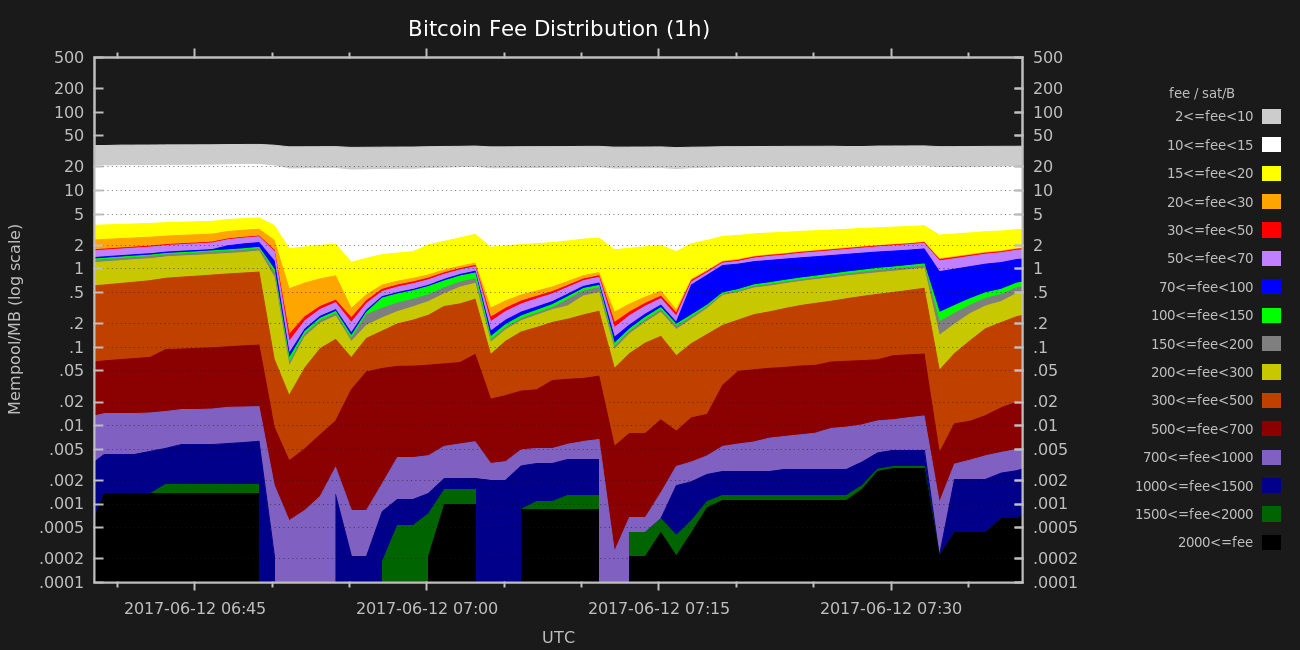 Bitcoin Fee Distribution (1h)
500 500
200 200
100 100
50 50
20 20
10 10
5 5
2 2
1 1
.5 .5
.2 .2
.1 .1
.05 .05
.02 .02
.01 .01
.005 .005
.002 .002
.001 .001
.0005 .0005
.0002 .0002
.0001 .0001
Mempool/MB (log scale)
2017-06-12 06:45 2017-06-12 07:00 2017-06-12 07:15 2017-06-12 07:30
UTC
fee / sat/B
2<=fee<10
10<=fee<15
15<=fee<20
20<=fee<30
30<=fee<50
50<=fee<70
70<=fee<100
100<=fee<150
150<=fee<200
200<=fee<300
300<=fee<500
500<=fee<700
700<=fee<1000
1000<=fee<1500
1500<=fee<2000
2000<=fee